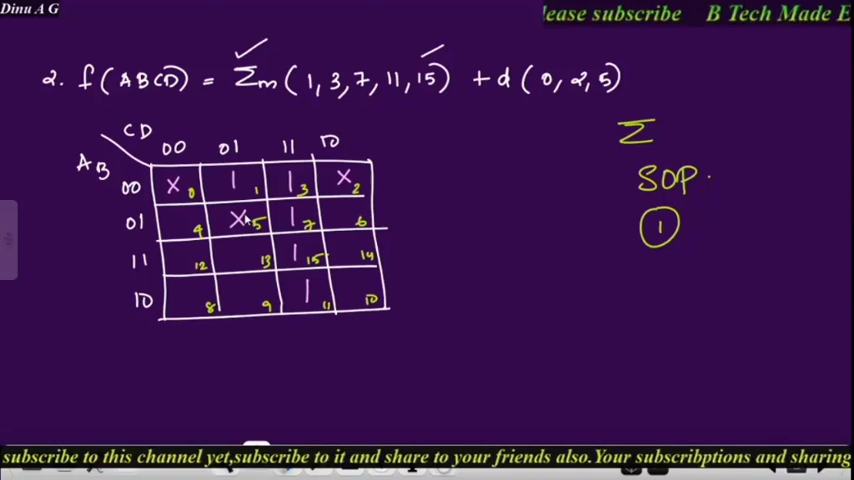 Dinu A G
lease subscribe B Tech Made E
2. f(ABCD) = Σm(1,3,7,11,15) + d(0,2,5)
Σ
SOP.
1
CD
AB 00 01 11 10
00 X 0 1 1 1 3 X 2
01 4 X 5 1 7 6
11 12 13 1 15 14
10 8 9 1 11 10
subscribe to this channel yet,subscribe to it and share to your friends also.Your subscribptions and sharing